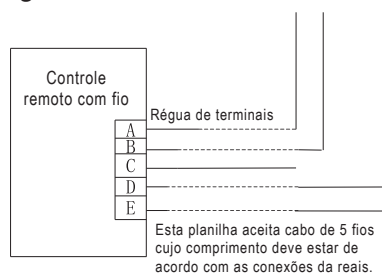 Controle
remoto com fio
Régua de terminais
A
B
C
D
E
Esta planilha aceita cabo de 5 fios
cujo comprimento deve estar de
acordo com as conexões da reais.